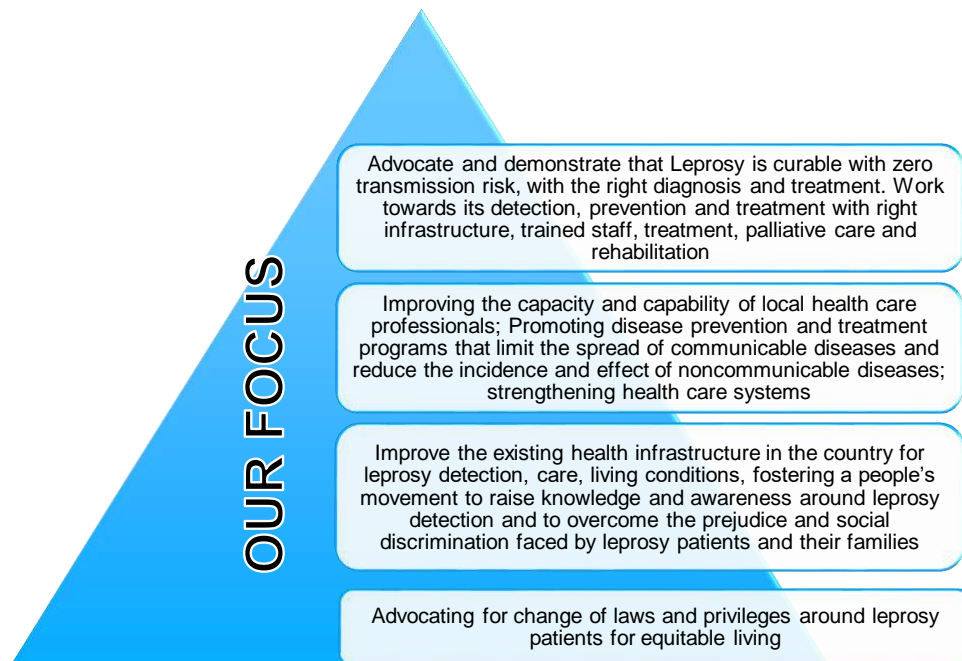 OUR FOCUS
Advocate and demonstrate that Leprosy is curable with zero
transmission risk, with the right diagnosis and treatment. Work
towards its detection, prevention and treatment with right
infrastructure, trained staff, treatment, palliative care and
rehabilitation
Improving the capacity and capability of local health care
professionals; Promoting disease prevention and treatment
programs that limit the spread of communicable diseases and
reduce the incidence and effect of noncommunicable diseases;
strengthening health care systems
Improve the existing health infrastructure in the country for
leprosy detection, care, living conditions, fostering a people’s
movement to raise knowledge and awareness around leprosy
detection and to overcome the prejudice and social
discrimination faced by leprosy patients and their families
Advocating for change of laws and privileges around leprosy
patients for equitable living